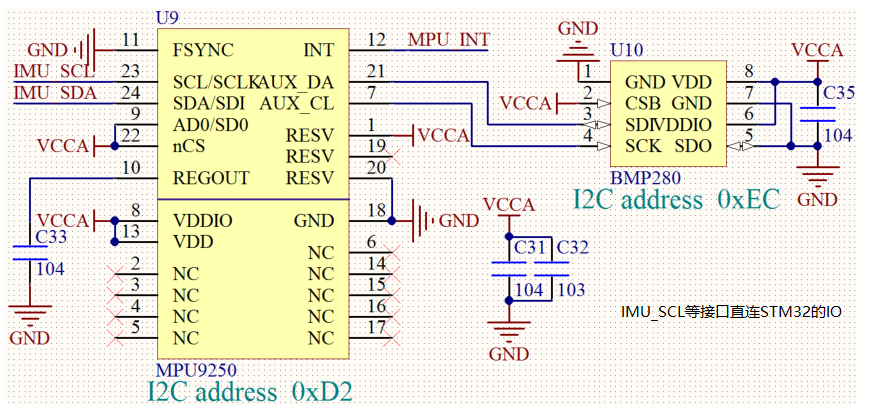 U9
GND
11
FSYNC
INT
12
MPU_INT
IMU_SCL
23
SCL/SCLK
AUX_DA
21
IMU_SDA
24
SDA/SDI
AUX_CL
7
9
AD0/SD0
VCCA
22
nCS
RESV
1
VCCA
RESV
19
10
REGOUT
RESV
20
VCCA
8
VDDIO
GND
18
GND
13
VDD
C33
104
GND
NC
6
2
NC
NC
14
3
NC
NC
15
4
NC
NC
16
5
NC
NC
17
MPU9250
I2C address 0xD2
GND
U10
VCCA
1
GND
VDD
8
VCCA
2
CSB
GND
7
C35
3
SDI
VDDIO
6
104
4
SCK
SDO
5
BMP280
GND
I2C address 0xEC
VCCA
C31
C32
104
103
GND
IMU_SCL等接口直连STM32的IO